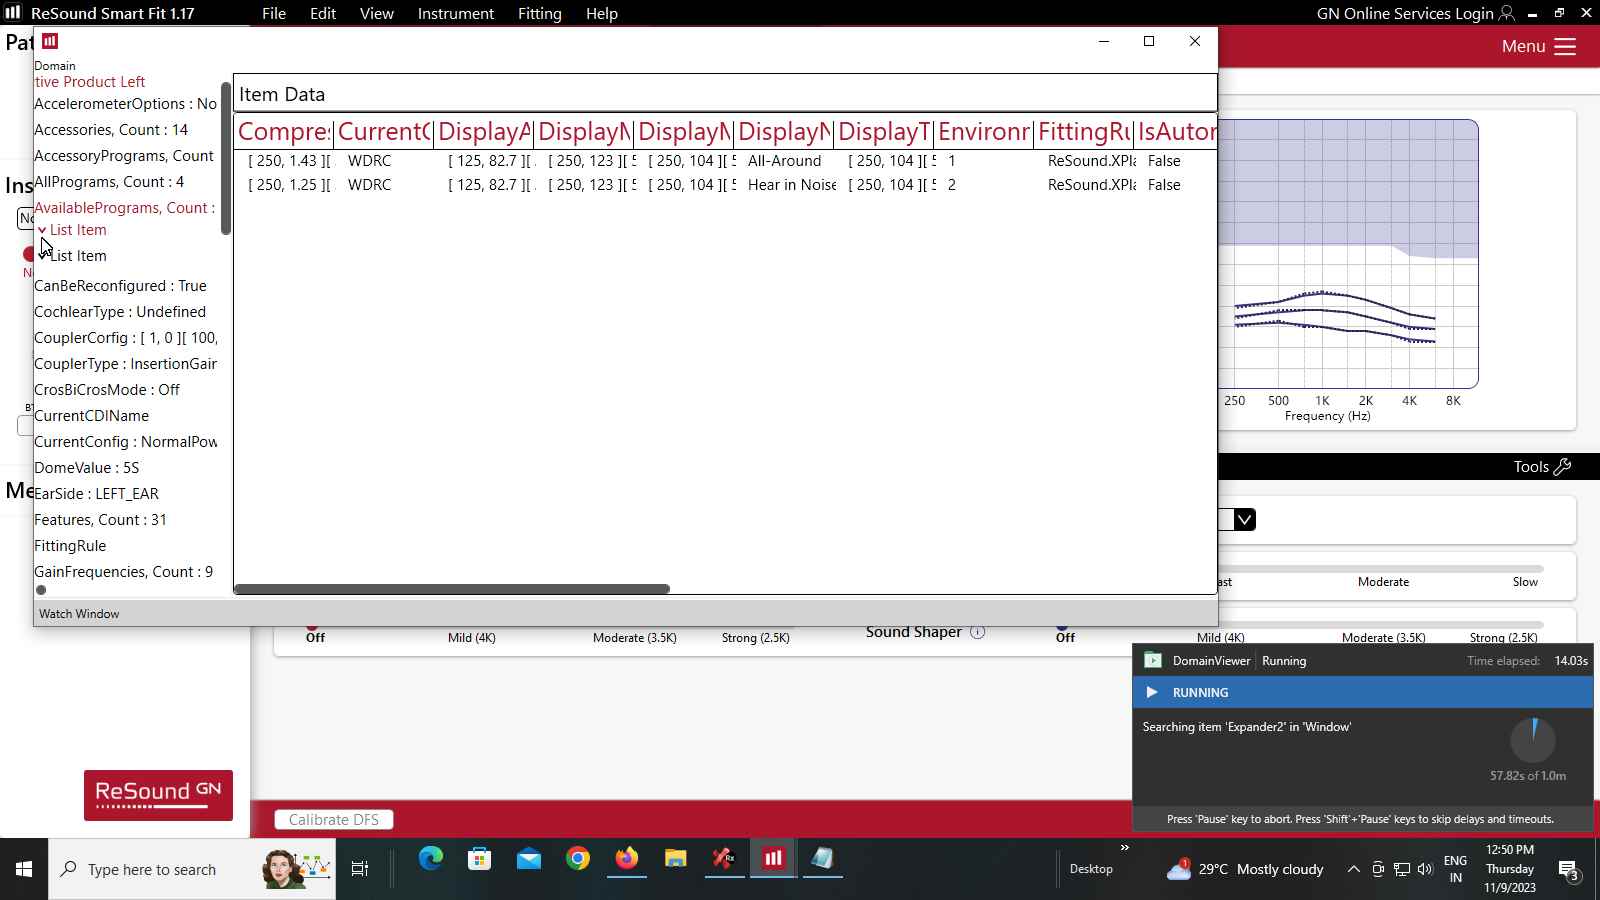 ReSound Smart Fit 1.17
File Edit View Instrument Fitting Help
GN Online Services Login
Pat
Menu
Domain
tive Product Left
AccelerometerOptions : No
Accessories, Count : 14
AccessoryPrograms, Count
AllPrograms, Count : 4
AvailablePrograms, Count :
List Item
List Item
CanBeReconfigured : True
CochlearType : Undefined
CouplerCorfig : [ 1, 0 ][ 100,
CouplerType : InsertionGair
CrosBiCrosMode : Off
CurrentCDIName
CurrentConfig : NormalPow
DomeValue : 5S
EarSide : LEFT_EAR
Features, Count : 31
FittingRule
GainFrequencies, Count : 9
Item Data
Compres CurrentC DisplayA DisplayN DisplayN DisplayN DisplayT Environr FittingRu IsAutor
[ 250, 1.43 ][ WDRC [ 125, 82.7 ][ [ 250, 123 ][ 5 [ 250, 104 ][ 5 All-Around [ 250, 104 ][ 5 1 ReSound.XPla False
[ 250, 1.25 ][ WDRC [ 125, 82.7 ][ [ 250, 123 ][ 5 [ 250, 104 ][ 5 Hear in Noise [ 250, 104 ][ 5 2 ReSound.XPla False
Watch Window
Ins
No
N
BT
Me
250 500 1K 2K 4K 8K
Frequency (Hz)
Tools
ast Moderate Slow
Off Mild (4K) Moderate (3.5K) Strong (2.5K)
Sound Shaper
Off Mild (4K) Moderate (3.5K) Strong (2.5K)
DomainViewer Running Time elapsed: 14.03s
RUNNING
Searching item 'Expander2' in 'Window'
57.82s of 1.0m
Press 'Pause' key to abort. Press 'Shift'+'Pause' keys to skip delays and timeouts.
ReSound GN
Calibrate DFS
Type here to search
Desktop
1
29°C Mostly cloudy
ENG
IN
12:50 PM
Thursday
11/9/2023
3